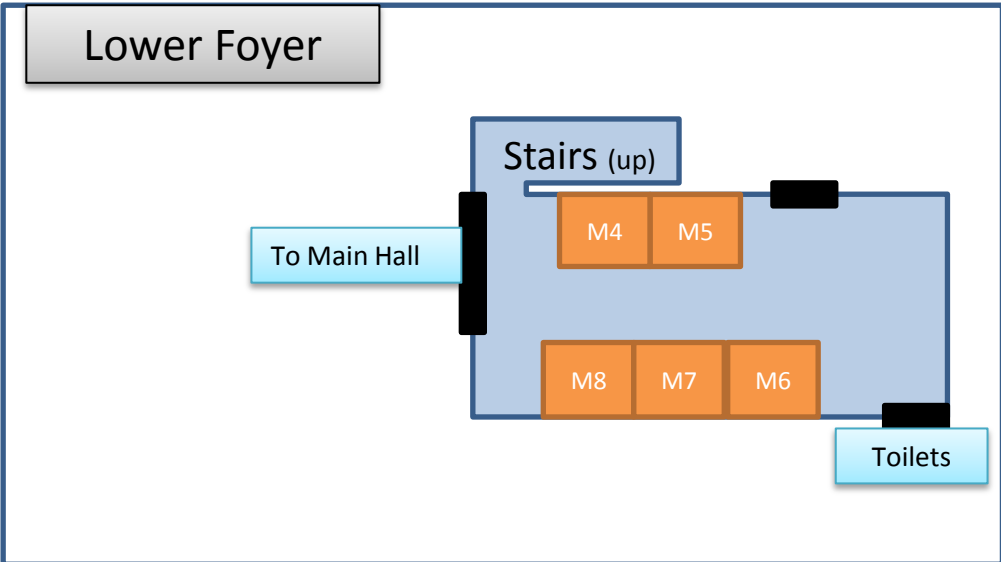 Lower Foyer
Stairs (up)
M4 M5
To Main Hall
M8 M7 M6
Toilets